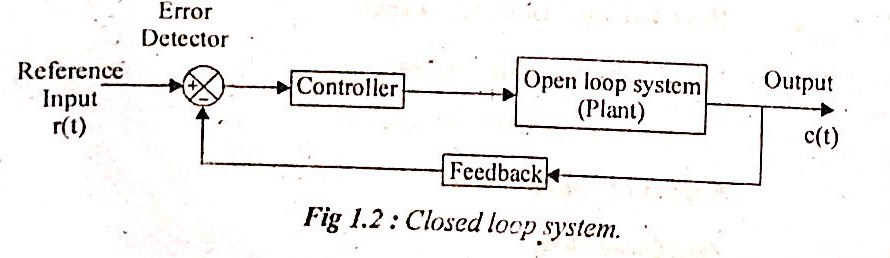 Error
Detector
Reference
Input
r(t)
+
−
Controller
Open loop system
(Plant)
Output
c(t)
Feedback
Fig 1.2 : Closed loop system.